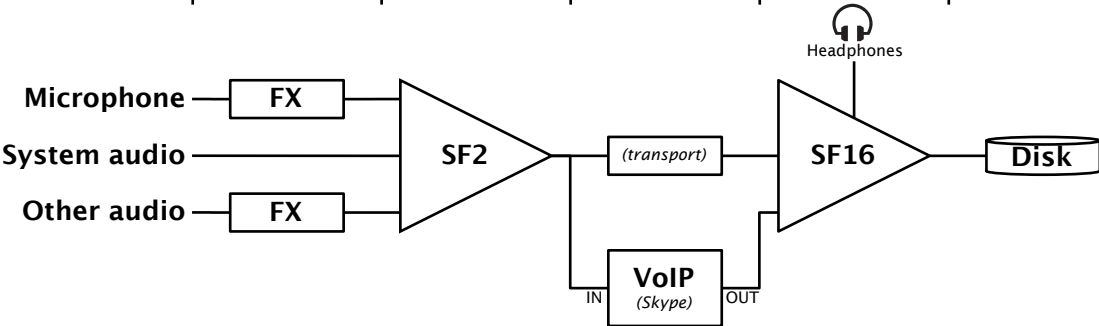 Headphones
Microphone
FX
System audio
SF2
(transport)
SF16
Disk
Other audio
FX
VoIP
IN
(Skype)
OUT